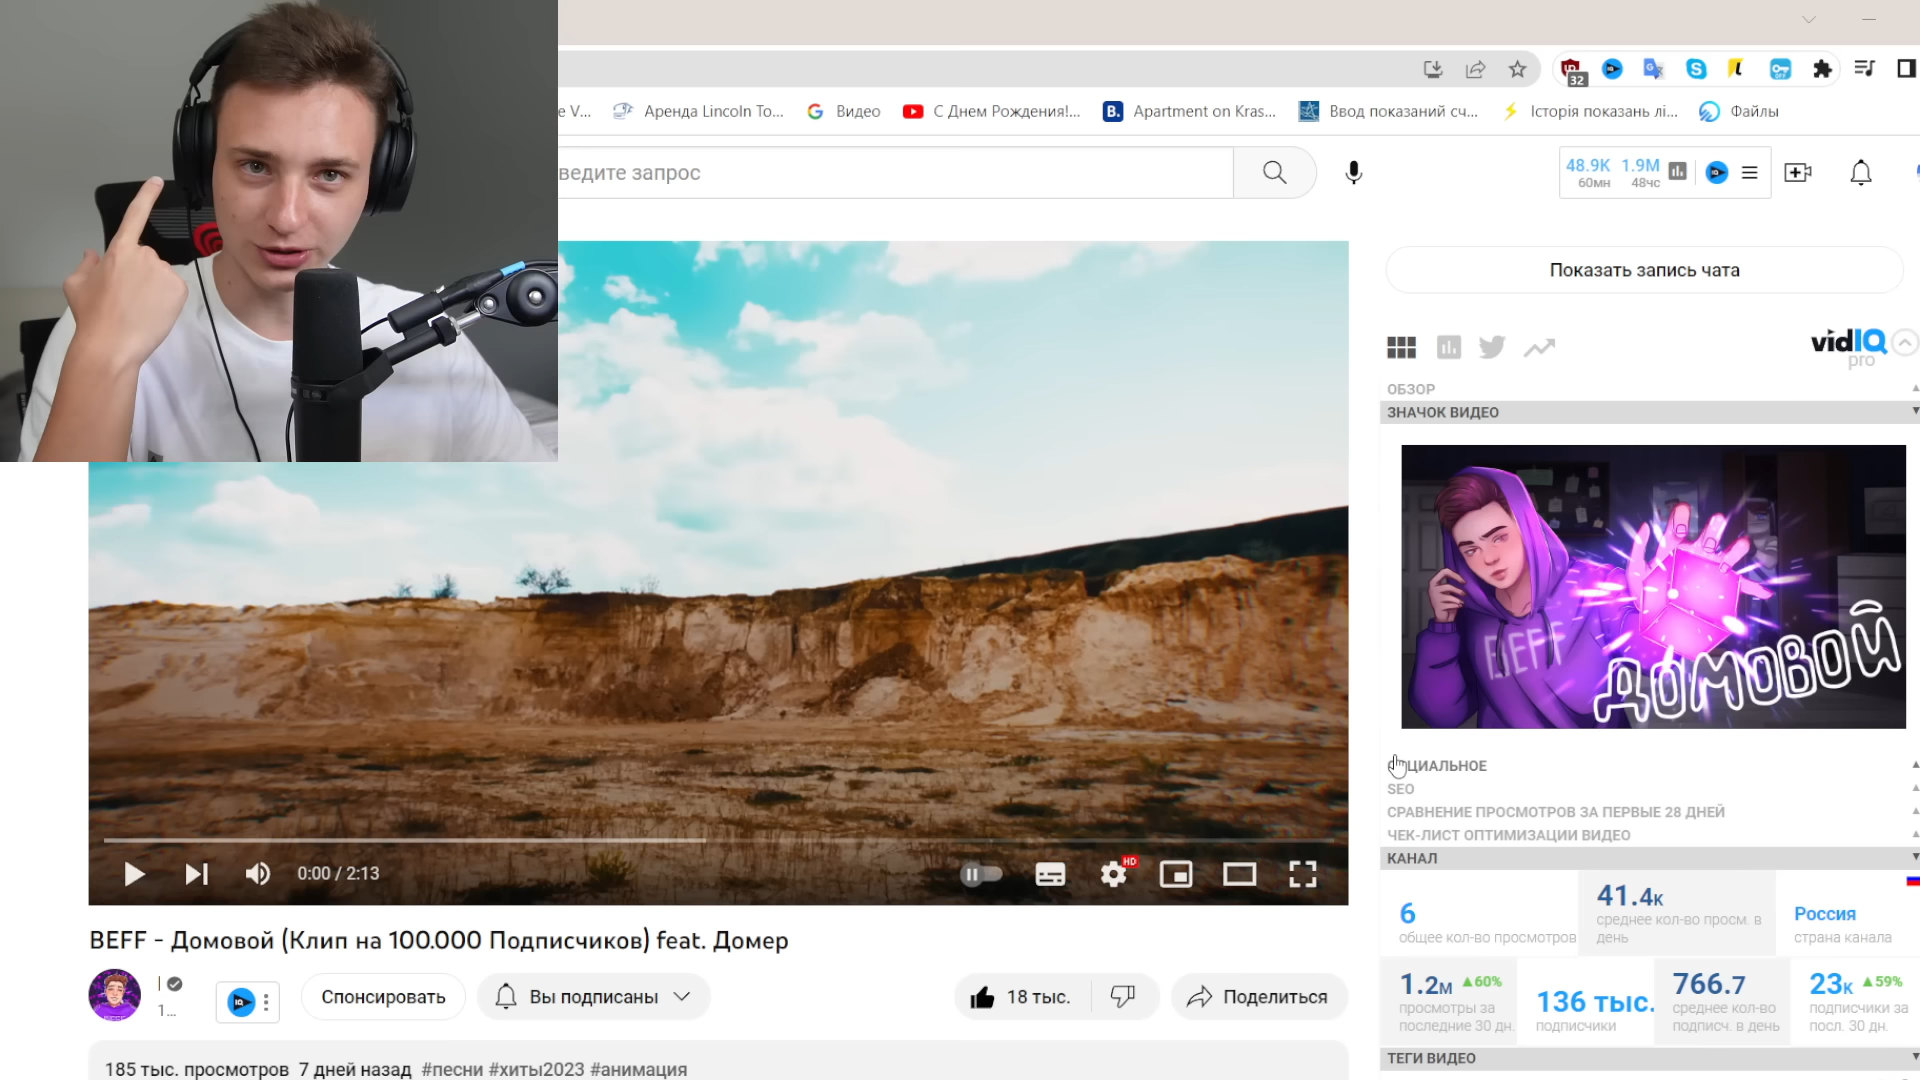 32
e V...
Аренда Lincoln To...
Видео
С Днем Рождения!...
B.
Apartment on Kras...
Ввод показаний сч...
Історія показань лі...
Файлы
ведите запрос
48.9K 1.9M
60мн 48чс
Показать запись чата
vidIQ
pro
ОБЗОР
ЗНАЧОК ВИДЕО
BEFF
ДОМОВОЙ
ЦИАЛЬНОЕ
SEO
СРАВНЕНИЕ ПРОСМОТРОВ ЗА ПЕРВЫЕ 28 ДНЕЙ
ЧЕК-ЛИСТ ОПТИМИЗАЦИИ ВИДЕО
КАНАЛ
6
общее кол-во просмотров
41.4к
среднее кол-во просм. в
день
Россия
страна канала
1.2м ▲60%
просмотры за
последние 30 дн.
136 тыс.
подписчики
766.7
среднее кол-во
подписч. в день
23к ▲59%
подписчики за
посл. 30 дн.
ТЕГИ ВИДЕО
0:00 / 2:13
HD
BEFF - Домовой (Клип на 100.000 Подписчиков) feat. Домер
1...
Спонсировать
Вы подписаны
18 тыс.
Поделиться
185 тыс. просмотров 7 дней назад #песни #хиты2023 #анимация